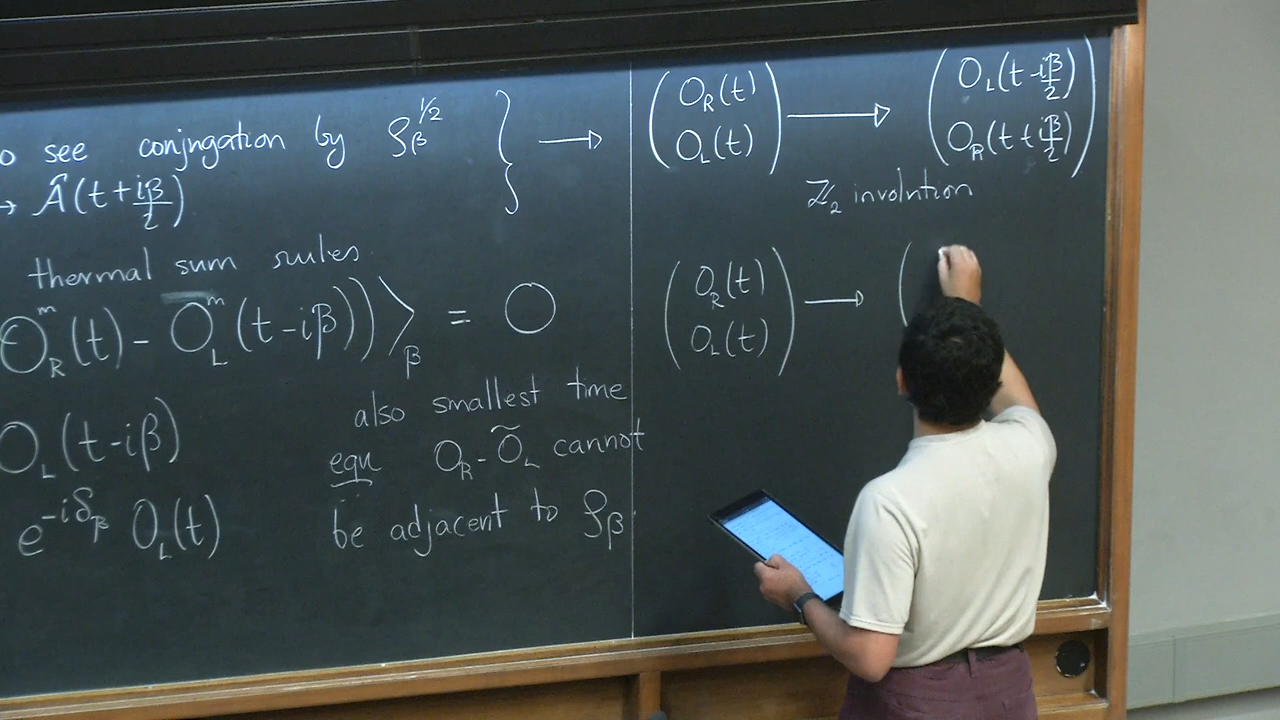 o see conjugation by ρ_β^{1/2} } →
→ Â(t+iβ/2)
thermal sum rules
O_R^m(t) - Õ_L^m(t-iβ))⟩_β = 0
O_L(t-iβ)
e^{-iδ_β} O_L(t)
also smallest time
eqn O_R - Õ_L cannot
be adjacent to ρ_β
(O_R(t) O_L(t)) → (O_L(t-iβ/2) O_R(t+iβ/2))
ℤ_2 involution
(O_R(t) O_L(t)) → (